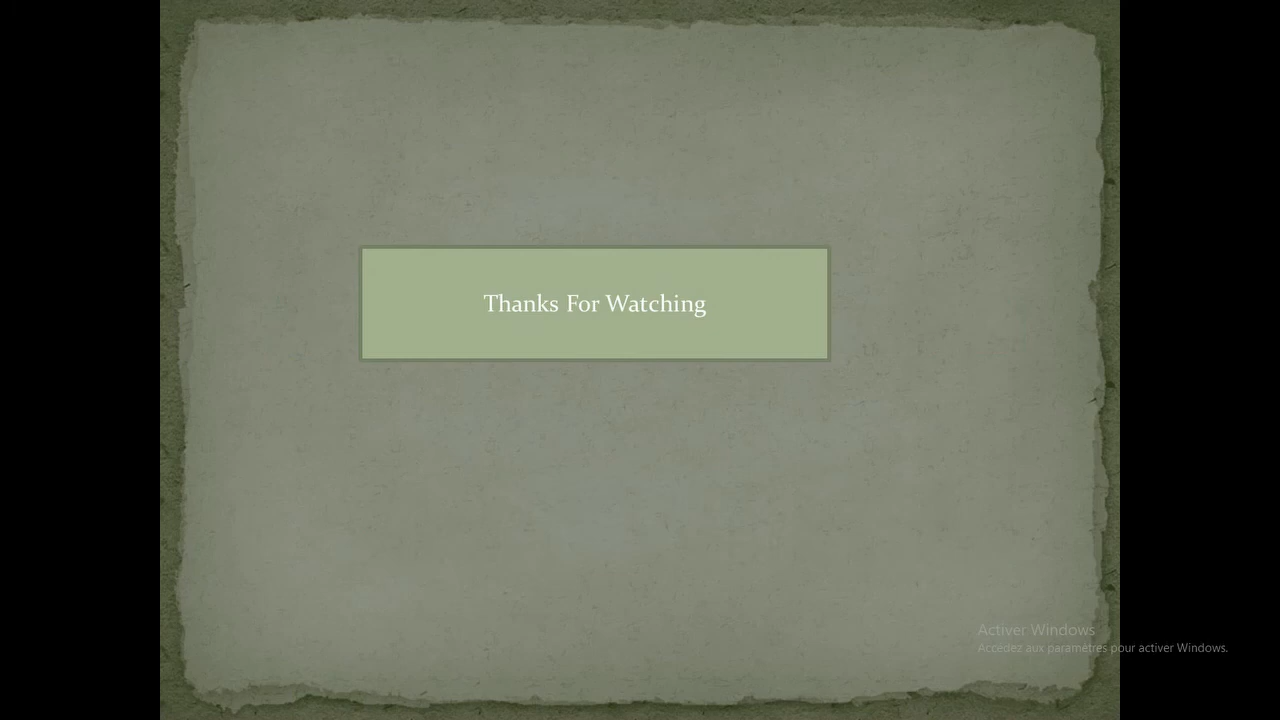 Thanks For Watching
Activer Windows
Accédez aux paramètres pour activer Windows.